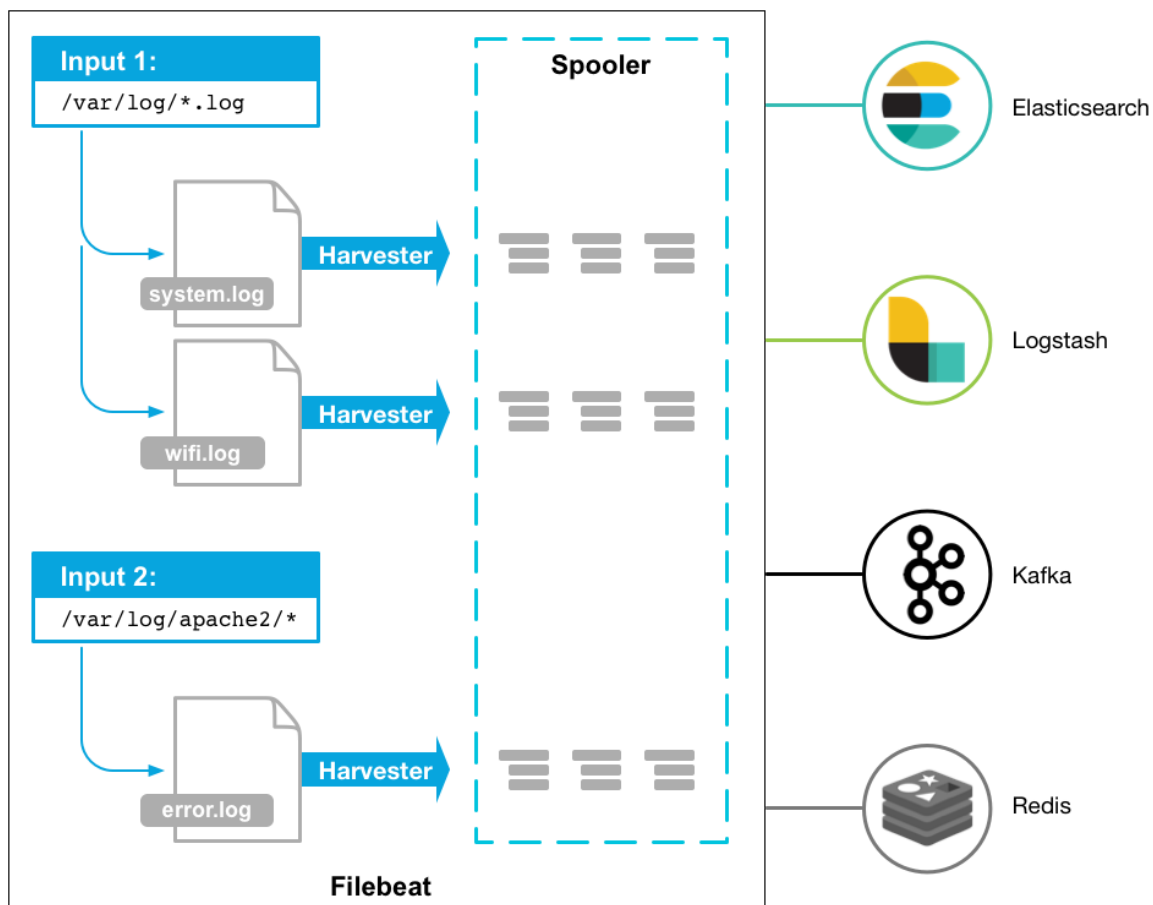 Input 1:
/var/log/*.log
system.log
Harvester
wifi.log
Harvester
Input 2:
/var/log/apache2/*
error.log
Harvester
Spooler
Filebeat
Elasticsearch
Logstash
Kafka
Redis